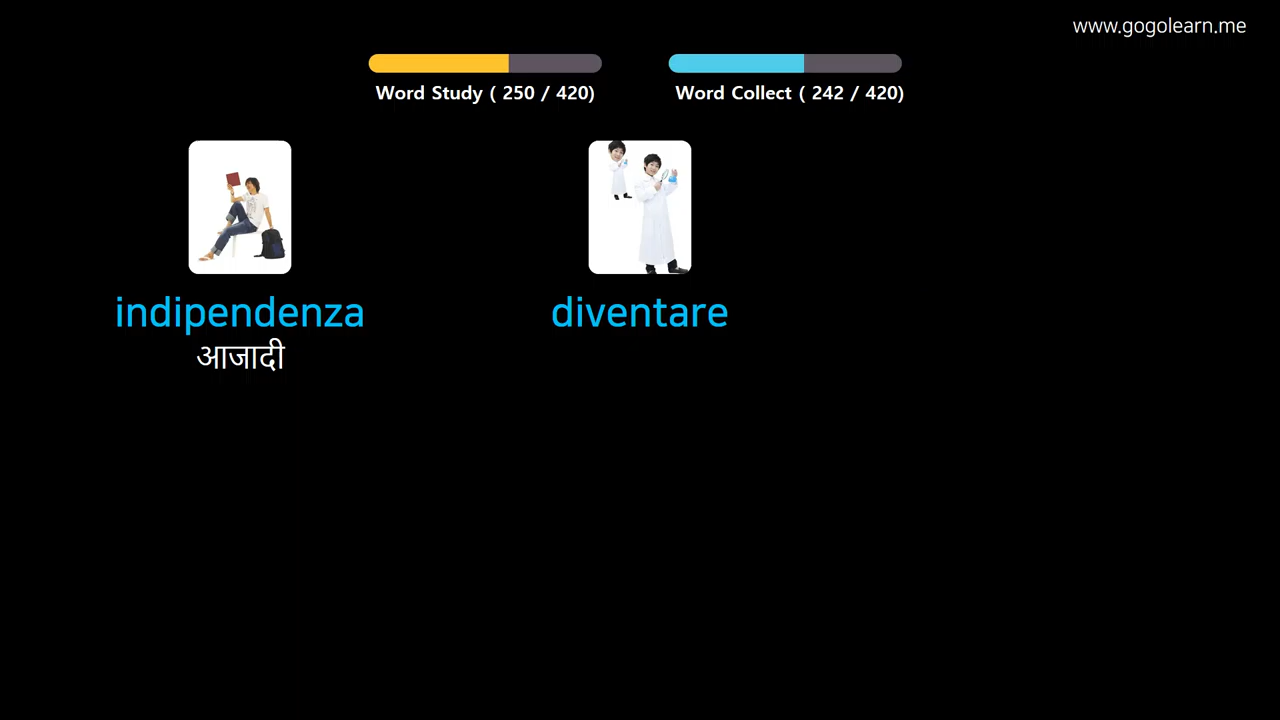 www.gogolearn.me
Word Study ( 250 / 420)
Word Collect ( 242 / 420)
indipendenza
आजादी
diventare